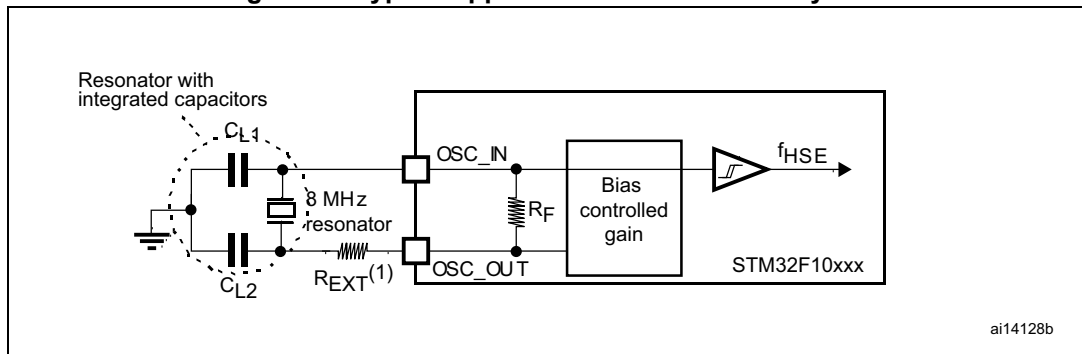 Resonator with
integrated capacitors
CL1
OSC_IN
fHSE
8 MHz
resonator
RF
Bias
controlled
gain
REXT(1)
OSC_OUT
STM32F10xxx
CL2
ai14128b